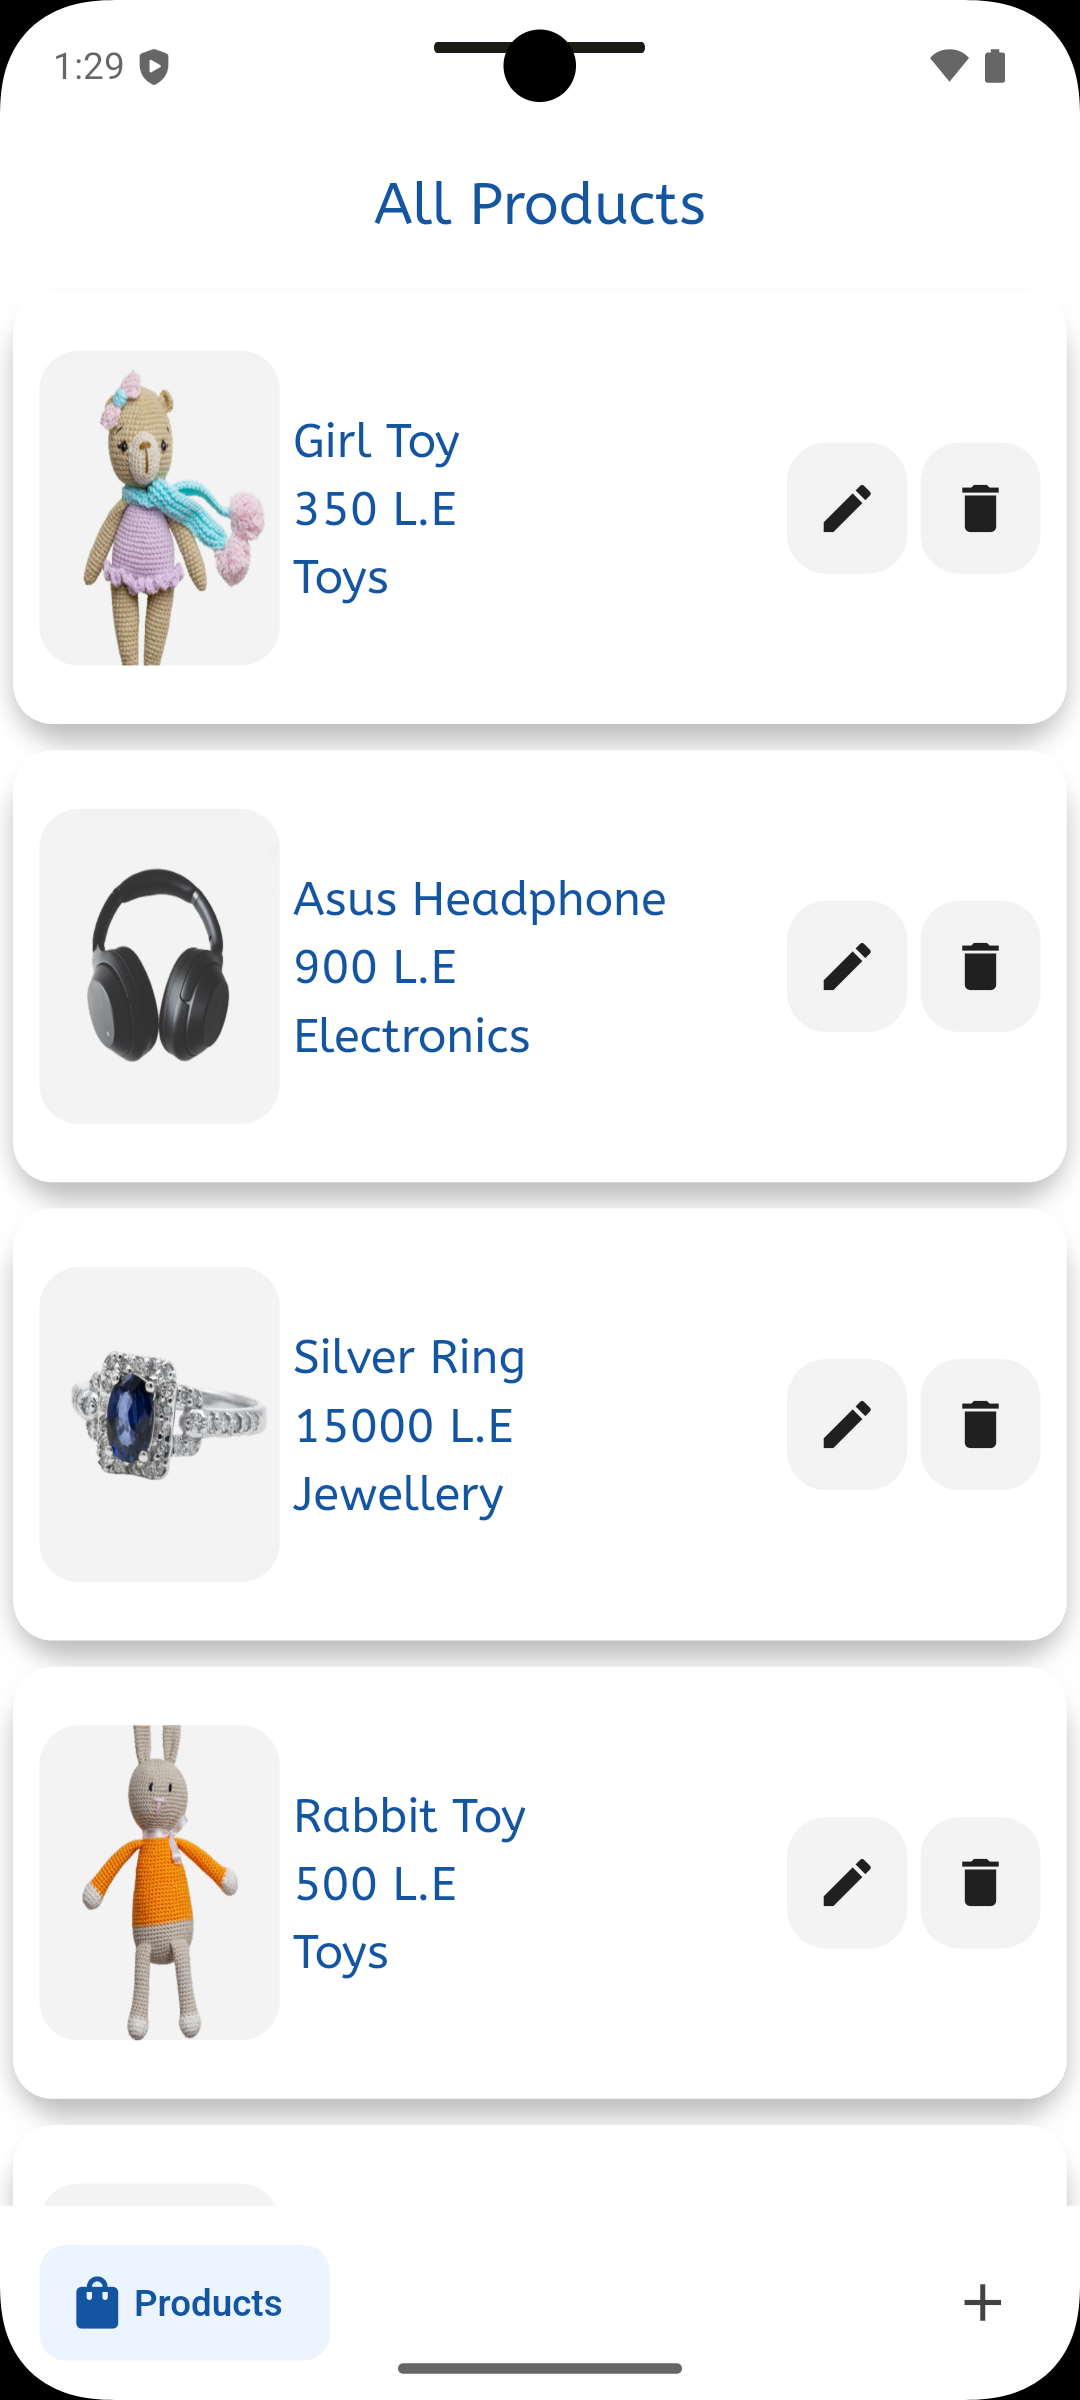 1:29
All Products
Girl Toy
350 L.E
Toys
Asus Headphone
900 L.E
Electronics
Silver Ring
15000 L.E
Jewellery
Rabbit Toy
500 L.E
Toys
Products